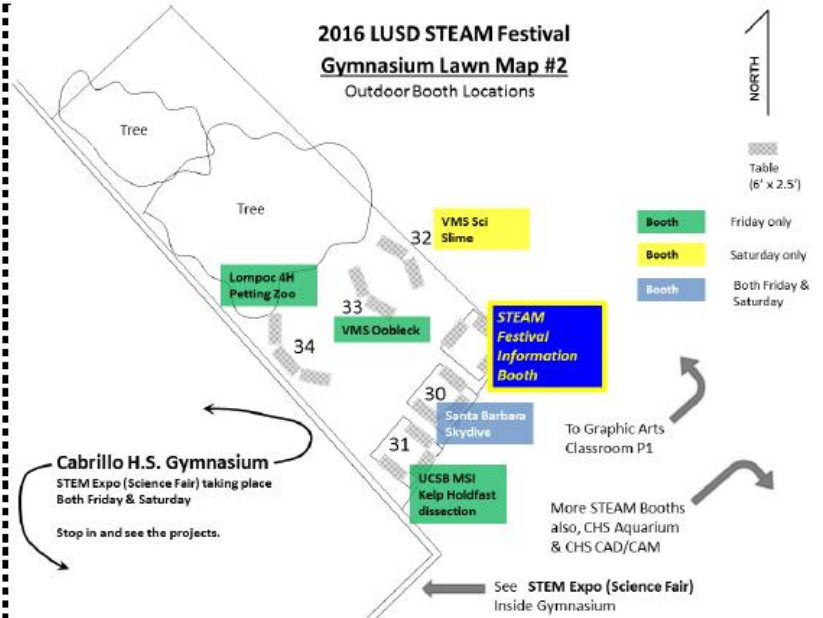 2016 LUSD STEAM Festival
Gymnasium Lawn Map #2
Outdoor Booth Locations
NORTH
Tree
Tree
Table
(6' x 2.5')
Booth Friday only
Booth Saturday only
Booth Both Friday &
Saturday
32
VMS Sci
Slime
Lompoc 4H
Petting Zoo
33
VMS Oobleck
34
STEAM
Festival
Information
Booth
30
Santa Barbara
Skydive
31
UCSB MSI
Kelp Holdfast
dissection
To Graphic Arts
Classroom P1
Cabrillo H.S. Gymnasium
STEM Expo (Science Fair) taking place
Both Friday & Saturday
Stop in and see the projects.
More STEAM Booths
also, CHS Aquarium
& CHS CAD/CAM
See STEM Expo (Science Fair)
Inside Gymnasium